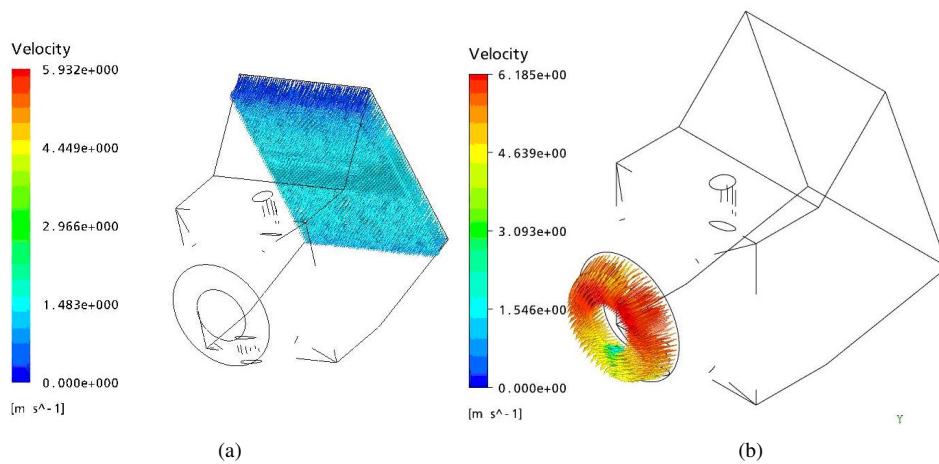 Velocity
5.932e+000
4.449e+000
2.966e+000
1.483e+000
0.000e+000
[m s^-1]
(a)
Velocity
6.185e+00
4.639e+00
3.093e+00
1.546e+00
0.000e+00
[m s^-1]
Y
(b)